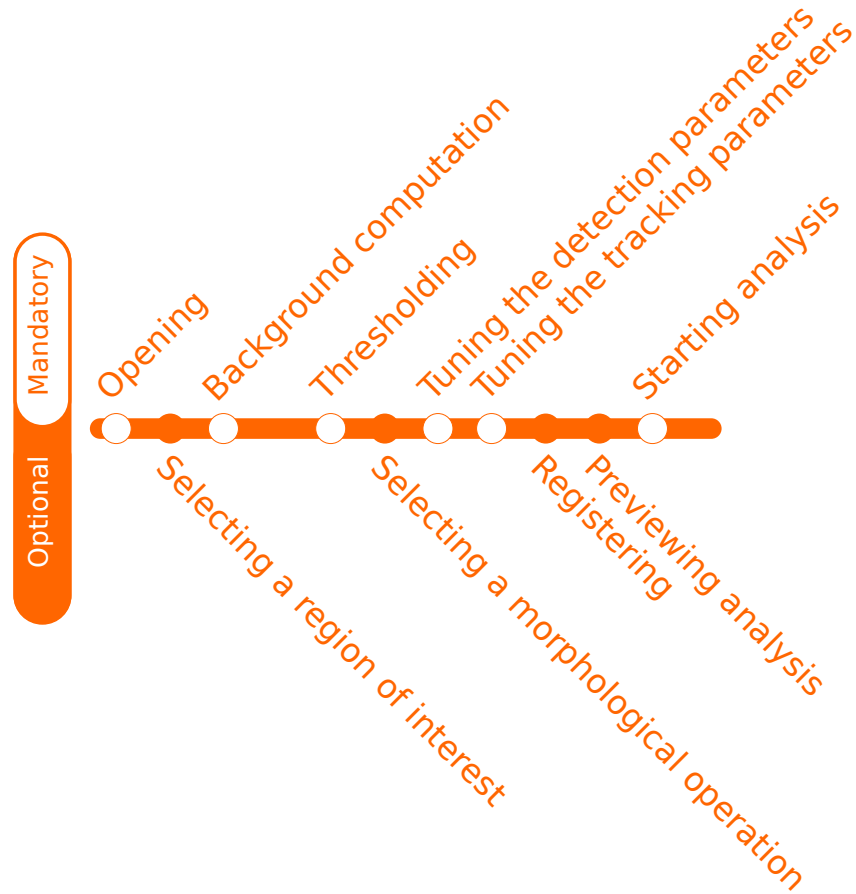 Mandatory
Optional
Opening
Background computation
Thresholding
Tuning the detection parameters
Tuning the tracking parameters
Starting analysis
Selecting a region of interest
Selecting a morphological operation
Registering
Previewing analysis